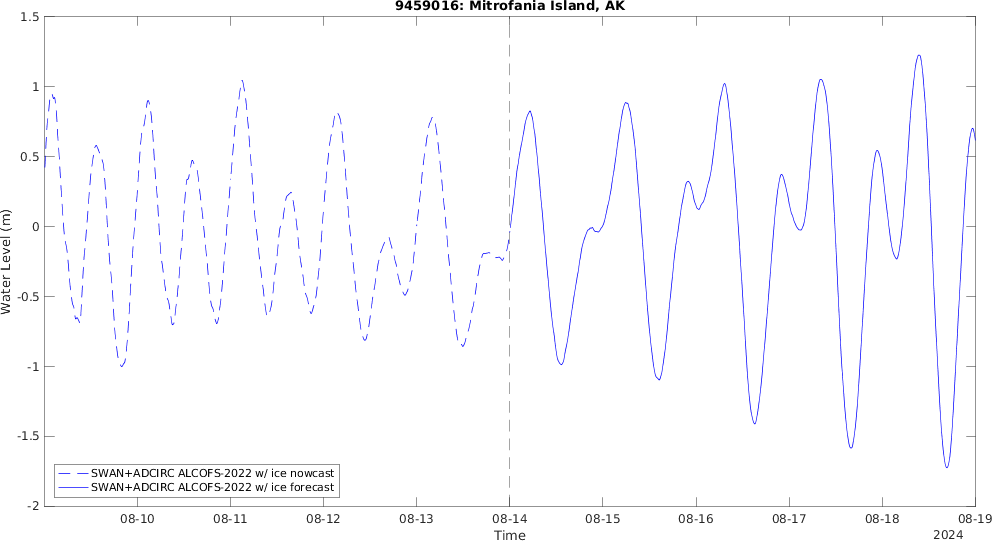 9459016: Mitrofania Island, AK
1.5
1
0.5
0
-0.5
-1
-1.5
-2
Water Level (m)
SWAN+ADCIRC ALCOFS-2022 w/ ice nowcast
SWAN+ADCIRC ALCOFS-2022 w/ ice forecast
08-10 08-11 08-12 08-13 08-14 08-15 08-16 08-17 08-18 08-19
Time
2024